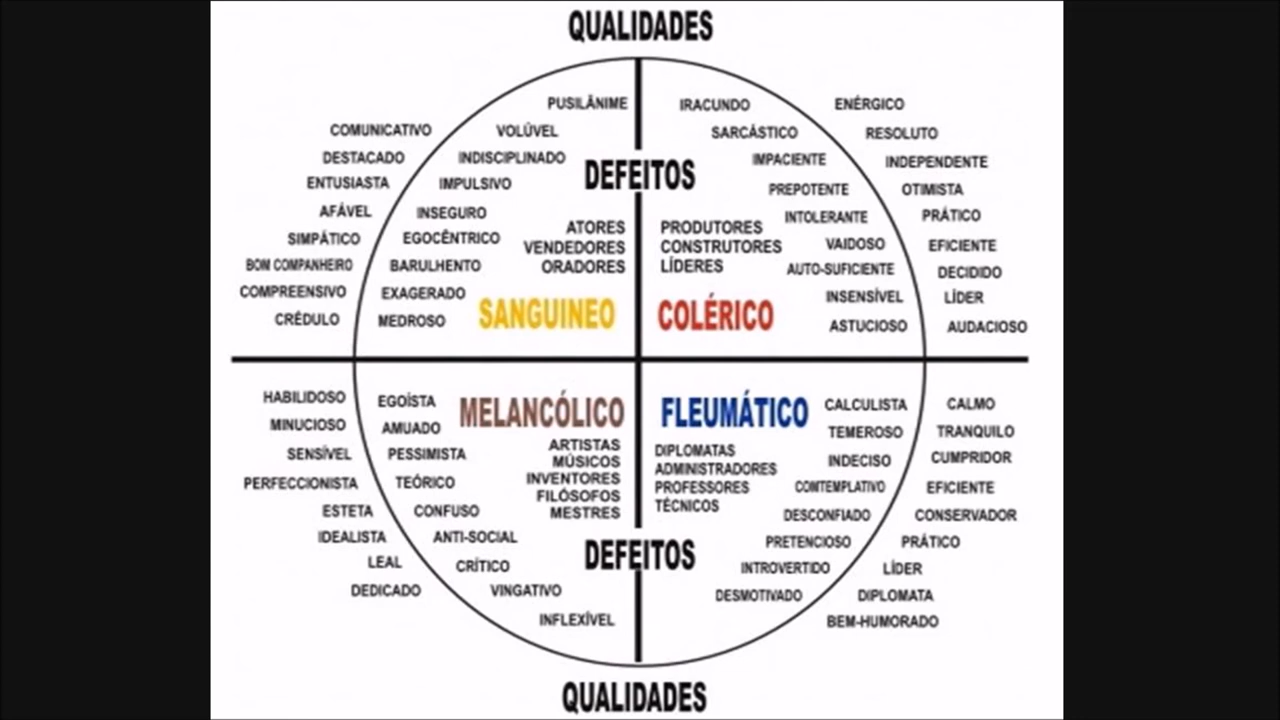 QUALIDADES
COMUNICATIVO
DESTACADO
ENTUSIASTA
AFÁVEL
SIMPÁTICO
BOM COMPANHEIRO
COMPREENSIVO
CRÉDULO
PUSILÂNIME
VOLÚVEL
INDISCIPLINADO
IMPULSIVO
INSEGURO
EGOCÊNTRICO
BARULHENTO
EXAGERADO
MEDROSO
DEFEITOS
ATORES
VENDEDORES
ORADORES
SANGUINEO
PRODUTORES
CONSTRUTORES
LÍDERES
COLÉRICO
IRACUNDO
SARCÁSTICO
IMPACIENTE
PREPOTENTE
INTOLERANTE
VAIDOSO
AUTO-SUFICIENTE
INSENSÍVEL
ASTUCIOSO
ENÉRGICO
RESOLUTO
INDEPENDENTE
OTIMISTA
PRÁTICO
EFICIENTE
DECIDIDO
LÍDER
AUDACIOSO
HABILIDOSO
MINUCIOSO
SENSÍVEL
PERFECCIONISTA
ESTETA
IDEALISTA
LEAL
DEDICADO
EGOÍSTA
AMUADO
PESSIMISTA
TEÓRICO
CONFUSO
ANTI-SOCIAL
CRÍTICO
VINGATIVO
INFLEXÍVEL
MELANCÓLICO
ARTISTAS
MÚSICOS
INVENTORES
FILÓSOFOS
MESTRES
FLEUMÁTICO
DIPLOMATAS
ADMINISTRADORES
PROFESSORES
TÉCNICOS
DEFEITOS
CALCULISTA
TEMEROSO
INDECISO
CONTEMPLATIVO
DESCONFIADO
PRETENCIOSO
INTROVERTIDO
DESMOTIVADO
CALMO
TRANQUILO
CUMPRIDOR
EFICIENTE
CONSERVADOR
PRÁTICO
LÍDER
DIPLOMATA
BEM-HUMORADO
QUALIDADES